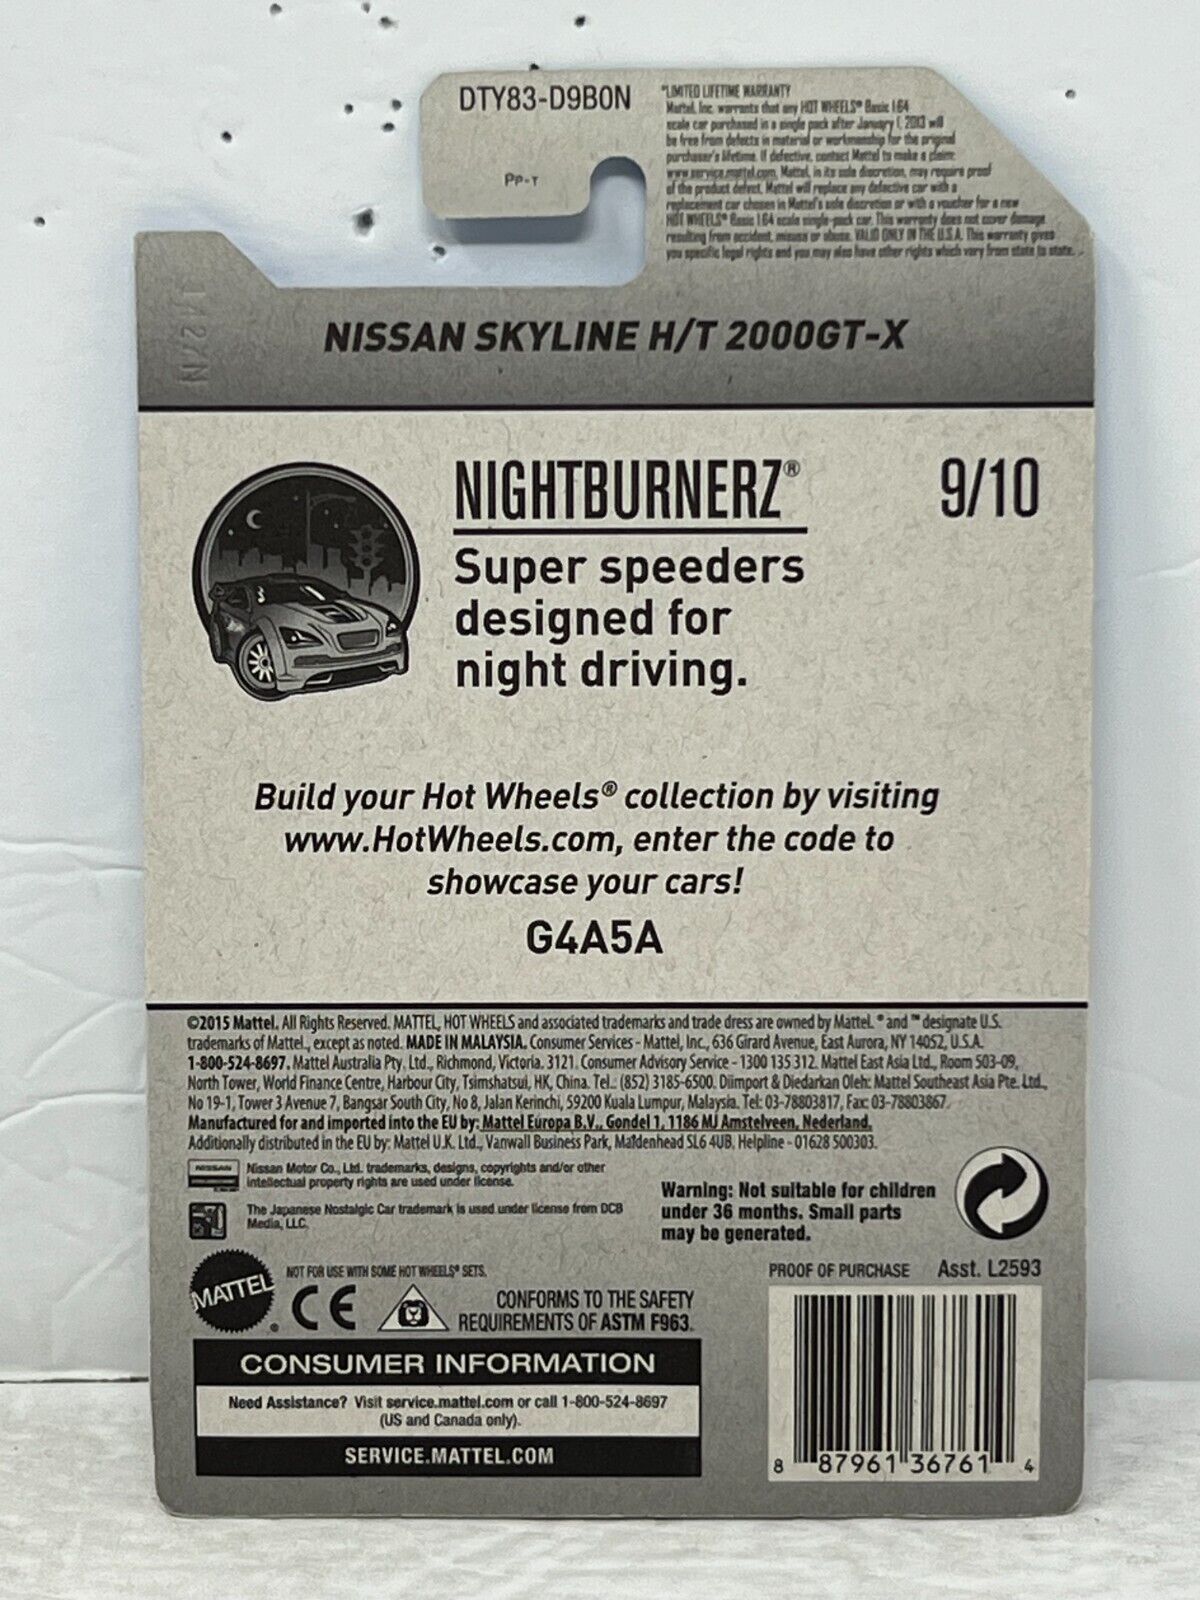 DTY83-D9B0N
PP-T
*LIMITED LIFETIME WARRANTY
Mattel, Inc. warrants that any HOT WHEELS® Basic 1:64
scale car purchased in a single pack after January 1, 2013 will
be free from defects in material or workmanship for the original
purchaser's lifetime. If defective, contact Mattel to make a claim:
www.service.mattel.com. Mattel, in its sole discretion, may require proof
of the product defect. Mattel will replace any defective car with a
replacement car chosen in Mattel's sole discretion or with a voucher for a new
HOT WHEELS® Basic 1:64 scale single-pack car. This warranty does not cover damage
resulting from accident, misuse or abuse. VALID ONLY IN THE U.S.A. This warranty gives
you specific legal rights and you may also have other rights which vary from state to state.
NISSAN SKYLINE H/T 2000GT-X
NIGHTBURNERZ®
9/10
Super speeders
designed for
night driving.
Build your Hot Wheels® collection by visiting
www.HotWheels.com, enter the code to
showcase your cars!
G4A5A
©2015 Mattel. All Rights Reserved. MATTEL, HOT WHEELS and associated trademarks and trade dress are owned by Mattel. ® and ™ designate U.S.
trademarks of Mattel., except as noted. MADE IN MALAYSIA. Consumer Services - Mattel, Inc., 636 Girard Avenue, East Aurora, NY 14052, U.S.A.
1-800-524-8697. Mattel Australia Pty. Ltd., Richmond, Victoria. 3121. Consumer Advisory Service - 1300 135 312. Mattel East Asia Ltd., Room 503-09,
North Tower, World Finance Centre, Harbour City, Tsimshatsui, HK, China. Tel.: (852) 3185-6500. Diimport & Diedarkan Oleh: Mattel Southeast Asia Pte. Ltd.,
No 19-1, Tower 3 Avenue 7, Bangsar South City, No 8, Jalan Kerinchi, 59200 Kuala Lumpur, Malaysia. Tel: 03-78803817, Fax: 03-78803867.
Manufactured for and imported into the EU by: Mattel Europa B.V., Gondel 1, 1186 MJ Amstelveen, Nederland.
Additionally distributed in the EU by: Mattel U.K. Ltd., Vanwall Business Park, Maidenhead SL6 4UB. Helpline - 01628 500303.
NISSAN
Nissan Motor Co., Ltd. trademarks, designs, copyrights and/or other
intellectual property rights are used under license.
The Japanese Nostalgic Car trademark is used under license from DCB
Media, LLC.
Warning: Not suitable for children
under 36 months. Small parts
may be generated.
MATTEL®
NOT FOR USE WITH SOME HOT WHEELS® SETS.
CE
CONFORMS TO THE SAFETY
REQUIREMENTS OF ASTM F963.
PROOF OF PURCHASE Asst. L2593
CONSUMER INFORMATION
Need Assistance? Visit service.mattel.com or call 1-800-524-8697
(US and Canada only).
SERVICE.MATTEL.COM
8 87961 36761 4